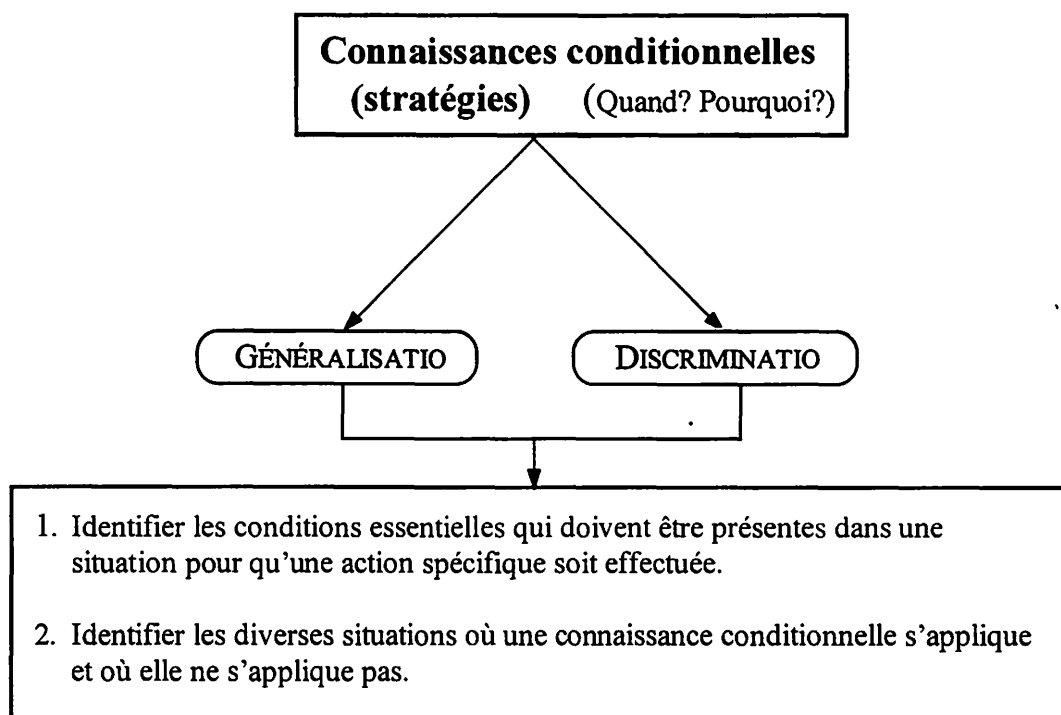 Connaissances conditionnelles
(stratégies) (Quand? Pourquoi?)
GÉNÉRALISATIO
DISCRIMINATIO
1. Identifier les conditions essentielles qui doivent être présentes dans une
situation pour qu'une action spécifique soit effectuée.
2. Identifier les diverses situations où une connaissance conditionnelle s'applique
et où elle ne s'applique pas.